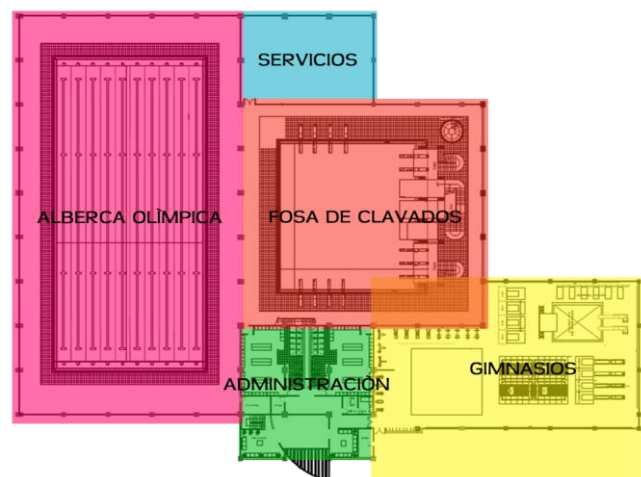 SERVICIOS
ALBERCA OLÌMPICA
FOSA DE CLAVADOS
GIMNASIOS
ADMINISTRACIÓN